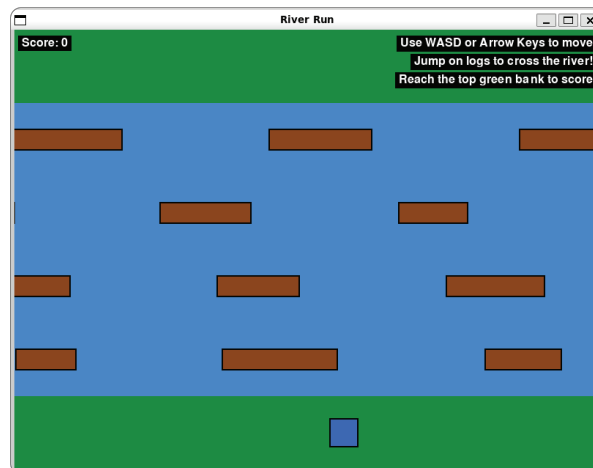 River Run
Score: 0
Use WASD or Arrow Keys to move
Jump on logs to cross the river!
Reach the top green bank to score